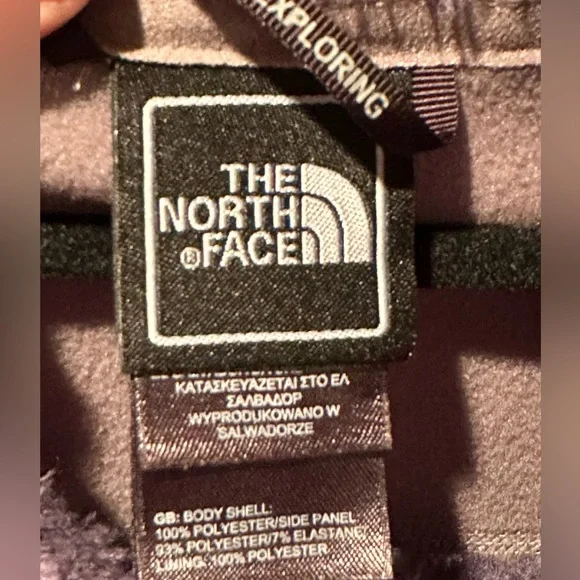 EXPLORING
THE
NORTH
®FACE
ΚΑΤΑΣΚΕΥΑΖΕΤΑΙ ΣΤΟ ΕΛ
ΣΑΛΒΑΔΟΡ
WYPRODUKOWANO W
SALWADORZE
GB: BODY SHELL:
100% POLYESTER/SIDE PANEL
93% POLYESTER/7% ELASTANE,
LINING: 100% POLYESTER